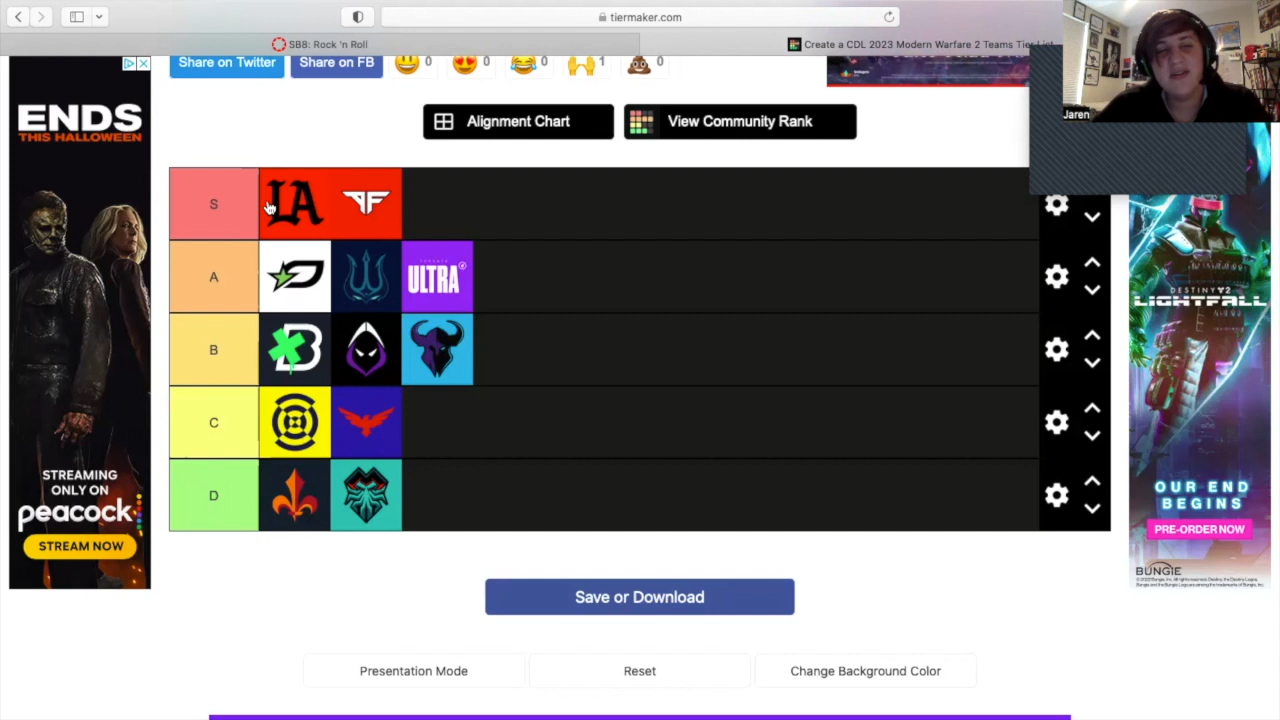 tiermaker.com
SB8: Rock 'n Roll
Create a CDL 2023 Modern Warfare 2 Teams Tier List
Share on Twitter
Share on FB
0
0
0
1
0
Jaren
Alignment Chart
View Community Rank
ENDS
THIS HALLOWEEN
S
LA
A
TORONTO
ULTRA
B
B
C
D
STREAMING
ONLY ON
peacock
STREAM NOW
DESTINY 2
LIGHTFALL
OUR END
BEGINS
PRE-ORDER NOW
BUNGIE
Save or Download
Presentation Mode
Reset
Change Background Color